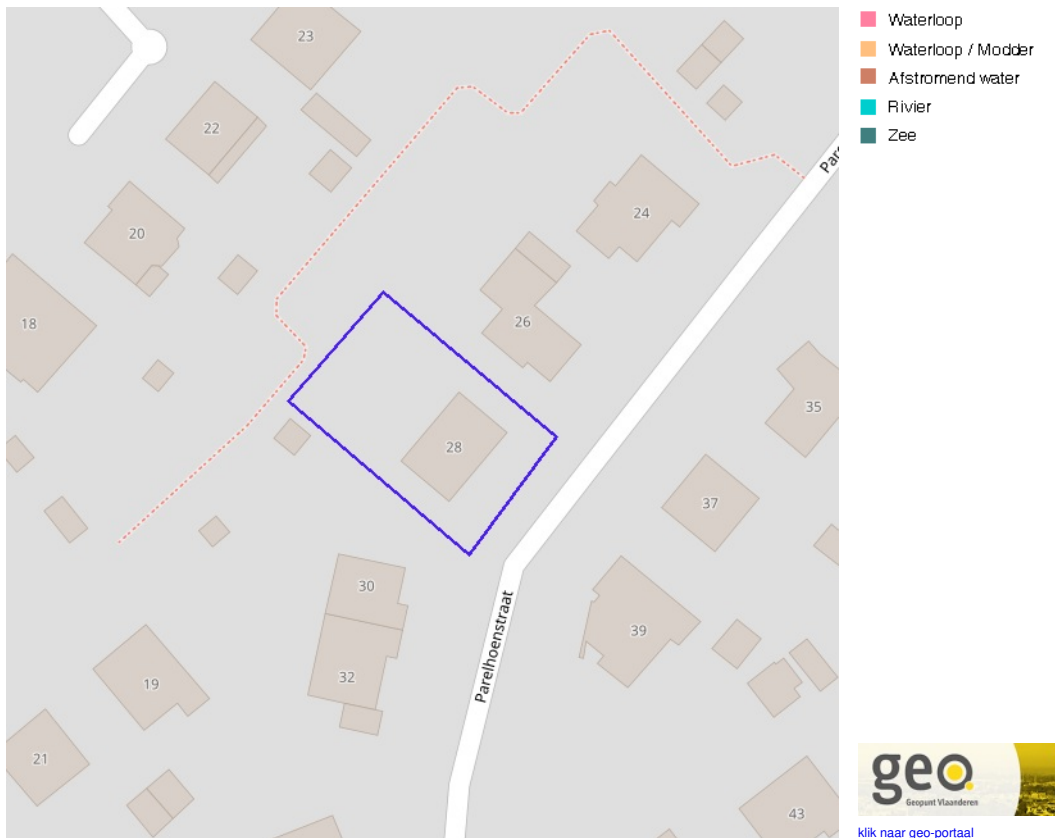 23
22
20
18
24
26
28
35
37
30
32
39
19
21
43
Par
Parelhoenstraat
Waterloop
Waterloop / Modder
Afstromend water
Rivier
Zee
geo.
Geopunt Vlaanderen
klik naar geo-portaal